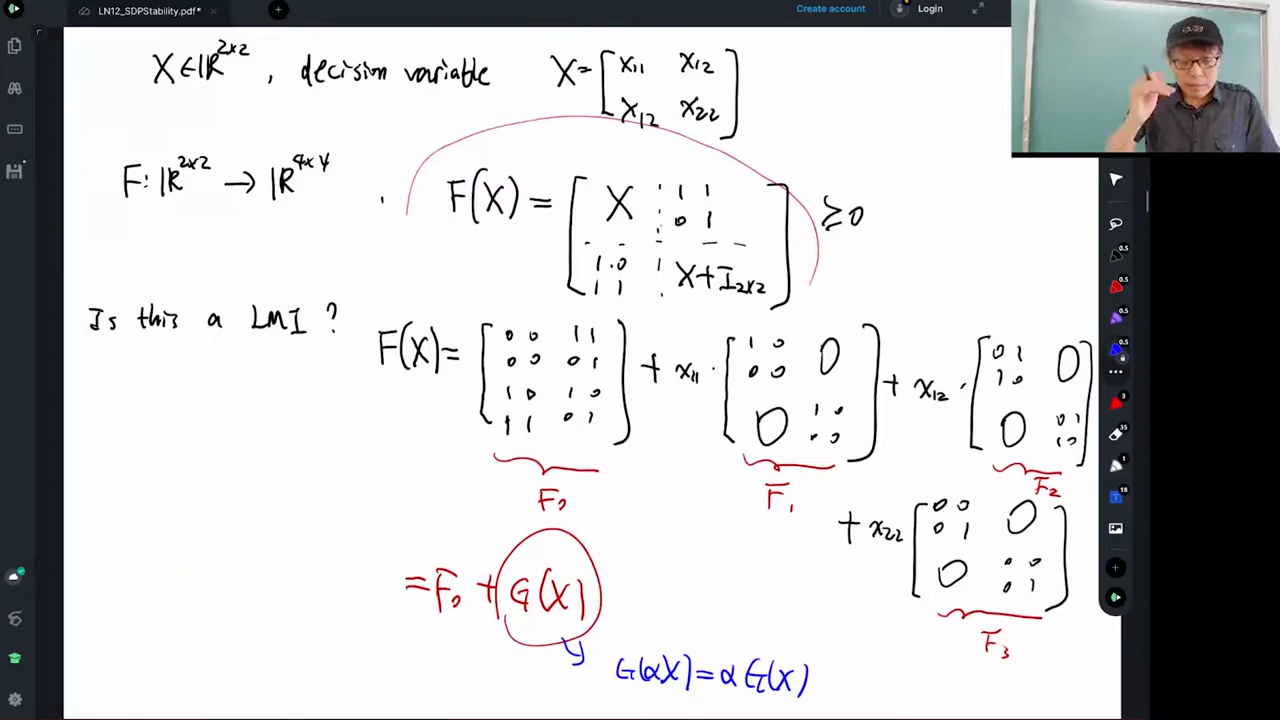 LN12_SDPStability.pdf*
Create account
Login
X∈ℝ^{2×2}, decision variable X = [x11 x12; x12 x22]
F: ℝ^{2×2} → ℝ^{4×4}, F(X) = [X, 1 1; 0 1; 1 0; 1 1, X+I_{2×2}] ≥ 0
Is this a LMI?
F(X) = [0 0 1 1; 0 0 0 1; 1 0 1 0; 1 1 0 1] + x11 · [1 0; 0 0, 0; 0, 1 0; 0 0] + x12 · [0 1; 1 0, 0; 0, 0 1; 1 0]
F0 F1 F2
+ x22 [0 0; 0 1, 0; 0, 0 0; 0 1]
F3
= F0 + G(X)
G(αX) = αG(X)